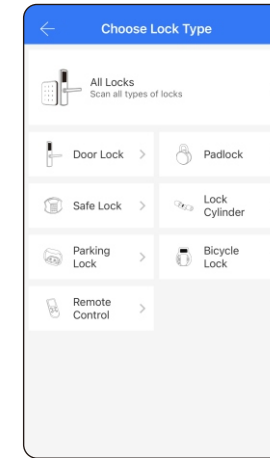 Choose Lock Type
All Locks
Scan all types of locks
Door Lock
Padlock
Safe Lock
Lock
Cylinder
Parking
Lock
Bicycle
Lock
Remote
Control